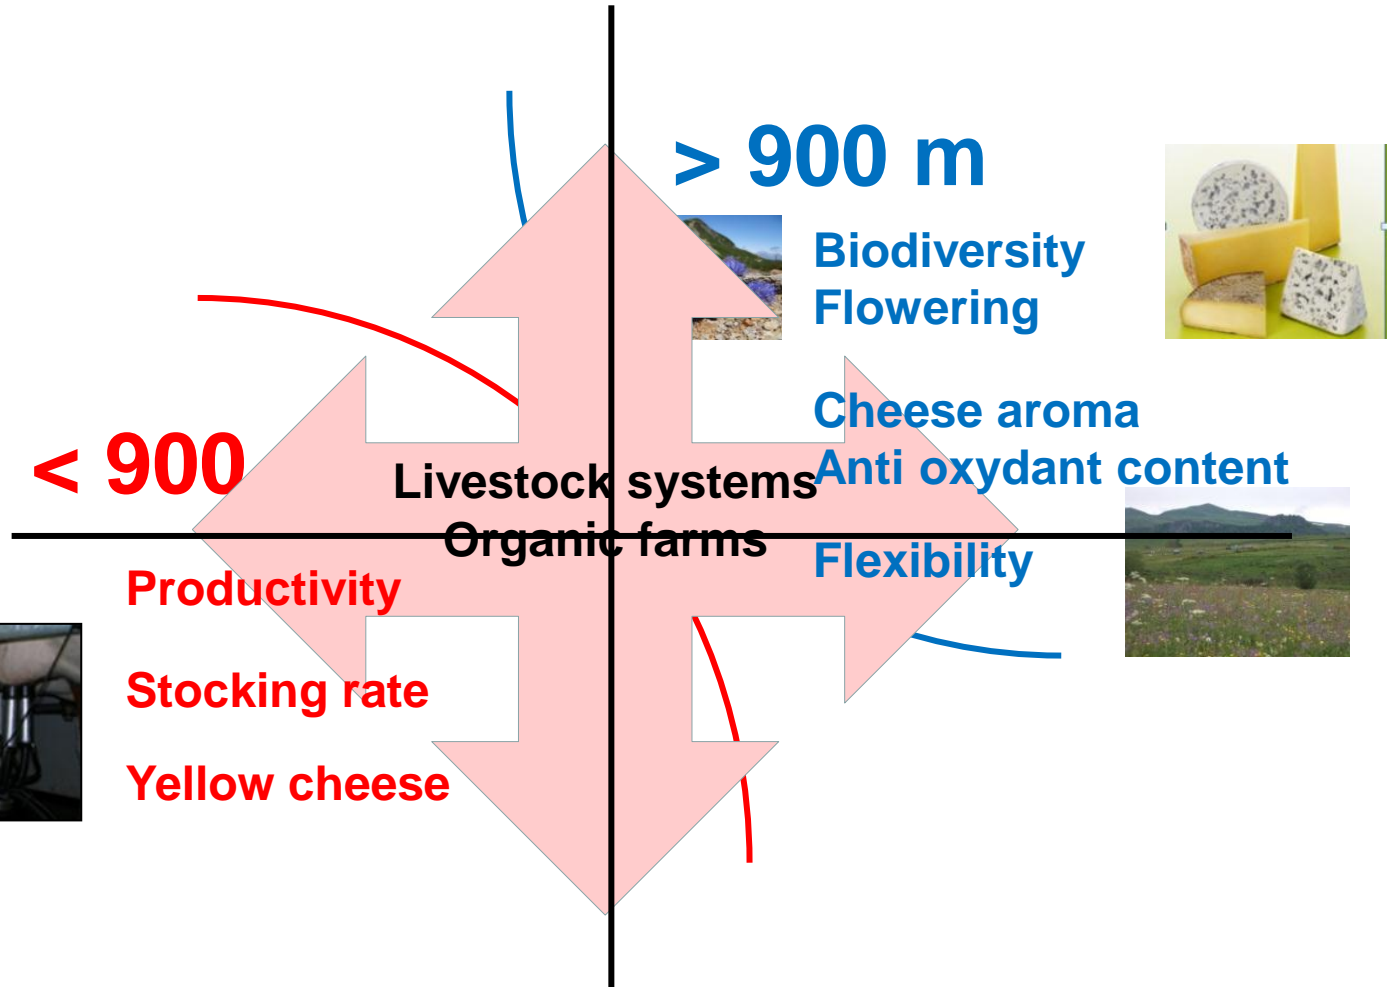 > 900 m
Biodiversity
Flowering
Cheese aroma
Anti oxydant content
Flexibility
< 900
Livestock systems
Organic farms
Productivity
Stocking rate
Yellow cheese